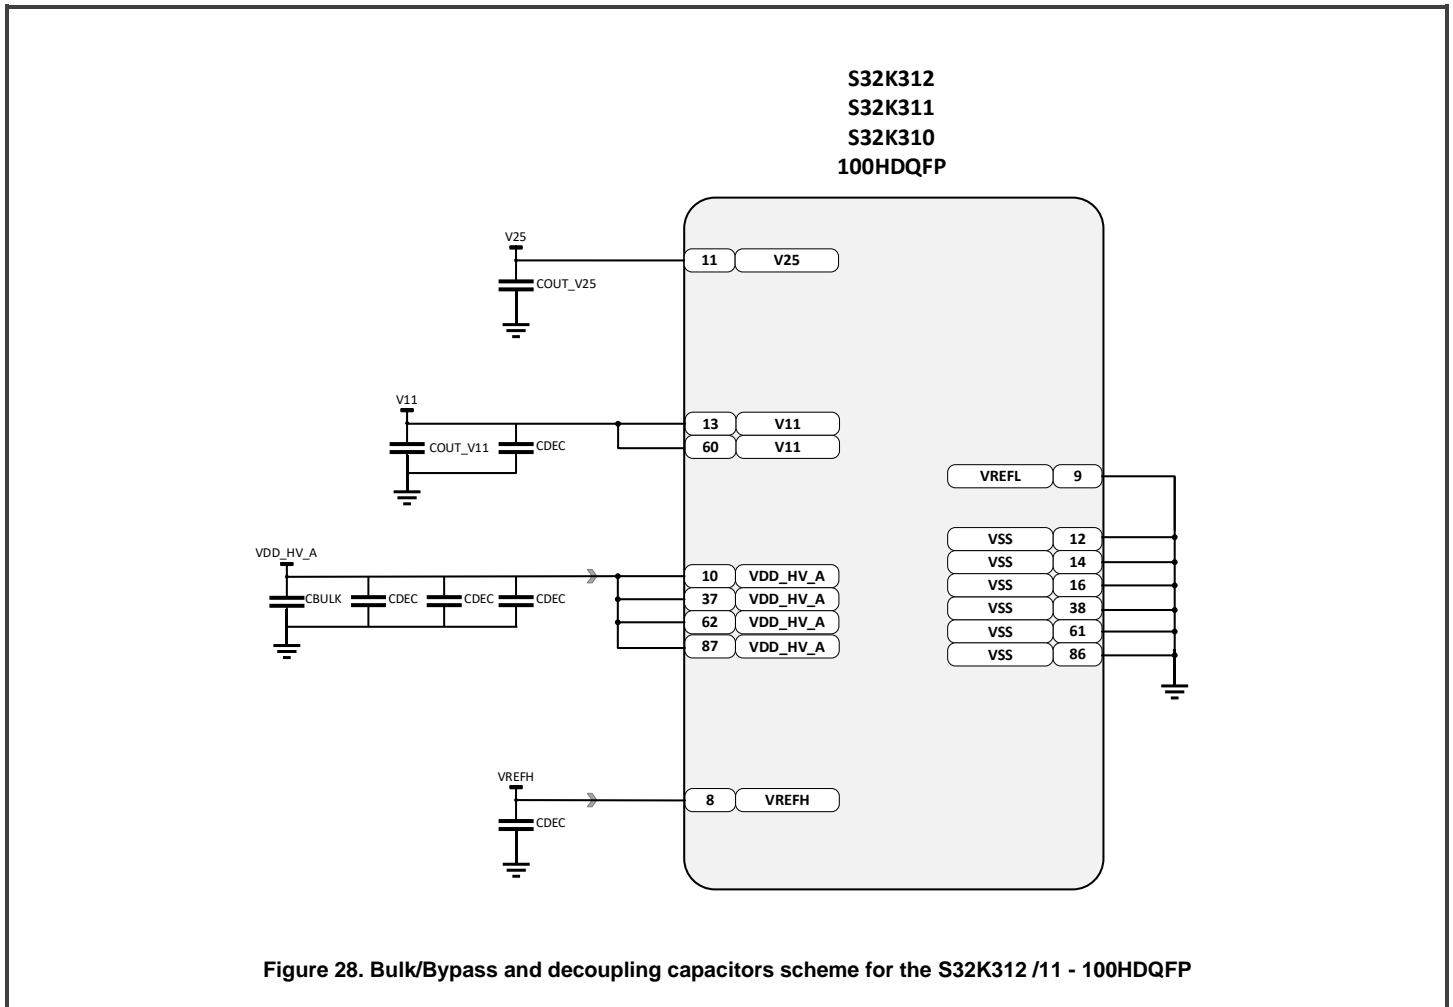 S32K312
S32K311
S32K310
100HDQFP
V25
11 V25
COUT_V25
V11
13 V11
COUT_V11 CDEC
60 V11
VREFL 9
VSS 12
VDD_HV_A
VSS 14
10 VDD_HV_A
VSS 16
CBULK CDEC CDEC CDEC
37 VDD_HV_A
VSS 38
62 VDD_HV_A
VSS 61
87 VDD_HV_A
VSS 86
VREFH
8 VREFH
CDEC
Figure 28. Bulk/Bypass and decoupling capacitors scheme for the S32K312 /11 - 100HDQFP